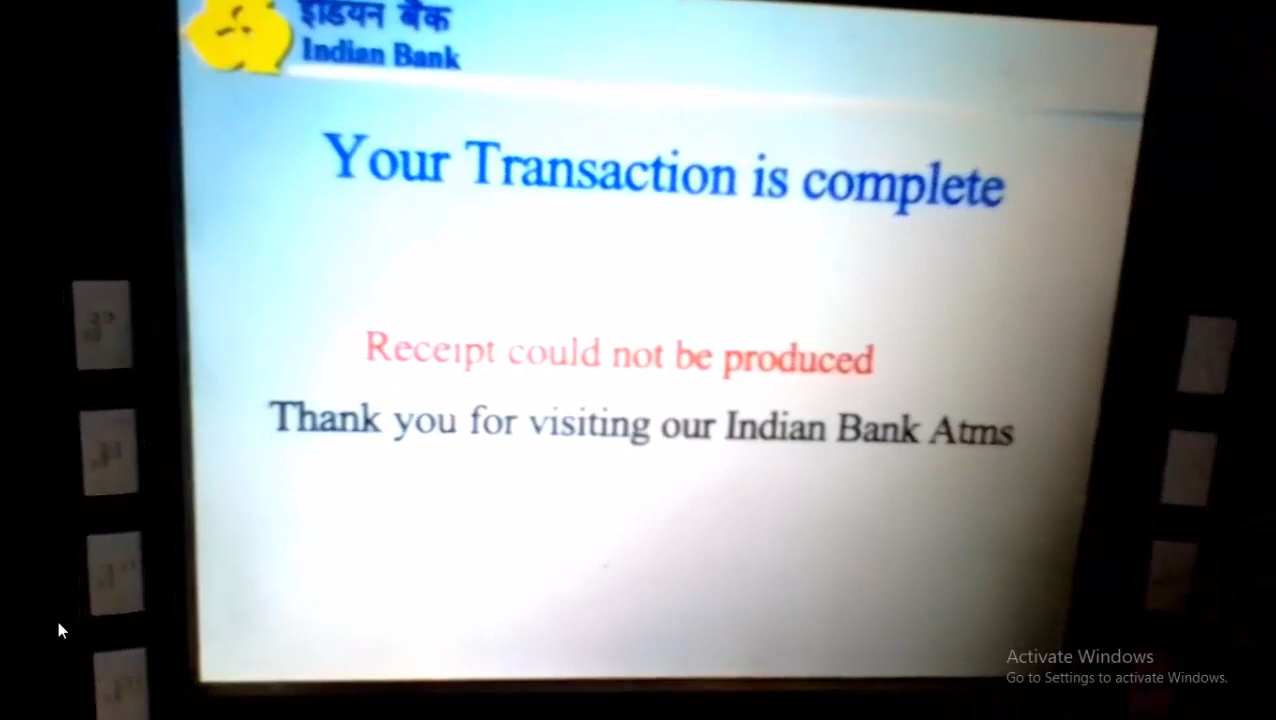 इंडियन बैंक
Indian Bank
Your Transaction is complete
Receipt could not be produced
Thank you for visiting our Indian Bank Atms
Activate Windows
Go to Settings to activate Windows.